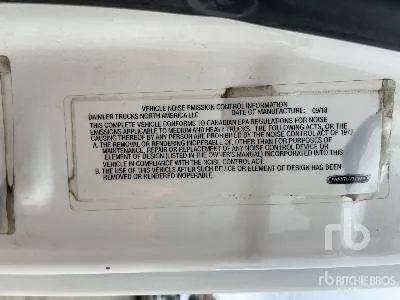 VEHICLE NOISE EMISSION CONTROL INFORMATION
DAIMLER TRUCKS NORTH AMERICA LLC DATE OF MANUFACTURE: 09/18
THIS COMPLETE VEHICLE CONFORMS TO CANADIAN EPA REGULATIONS FOR NOISE
EMISSIONS APPLICABLE TO MEDIUM AND HEAVY TRUCKS. THE FOLLOWING ACTS, OR THE
CAUSING THEREOF BY ANY PERSON ARE PROHIBITED BY THE NOISE CONTROL ACT OF 1972
A. THE REMOVAL OR RENDERING INOPERABLE OF, OTHER THAN FOR PURPOSES OF
MAINTENANCE, REPAIR OR REPLACEMENT OF ANY NOISE CONTROL DEVICE OR
ELEMENT OF DESIGN (LISTED IN THE OWNER'S MANUAL) INCORPORATED INTO THIS
VEHICLE IN COMPLIANCE WITH THE NOISE CONTROL ACT.
B. THE USE OF THIS VEHICLE AFTER SUCH DEVICE OR ELEMENT OF DESIGN HAS BEEN
REMOVED OR RENDERED INOPERABLE.
FREIGHTLINER
rb
rb RITCHIE BROS.